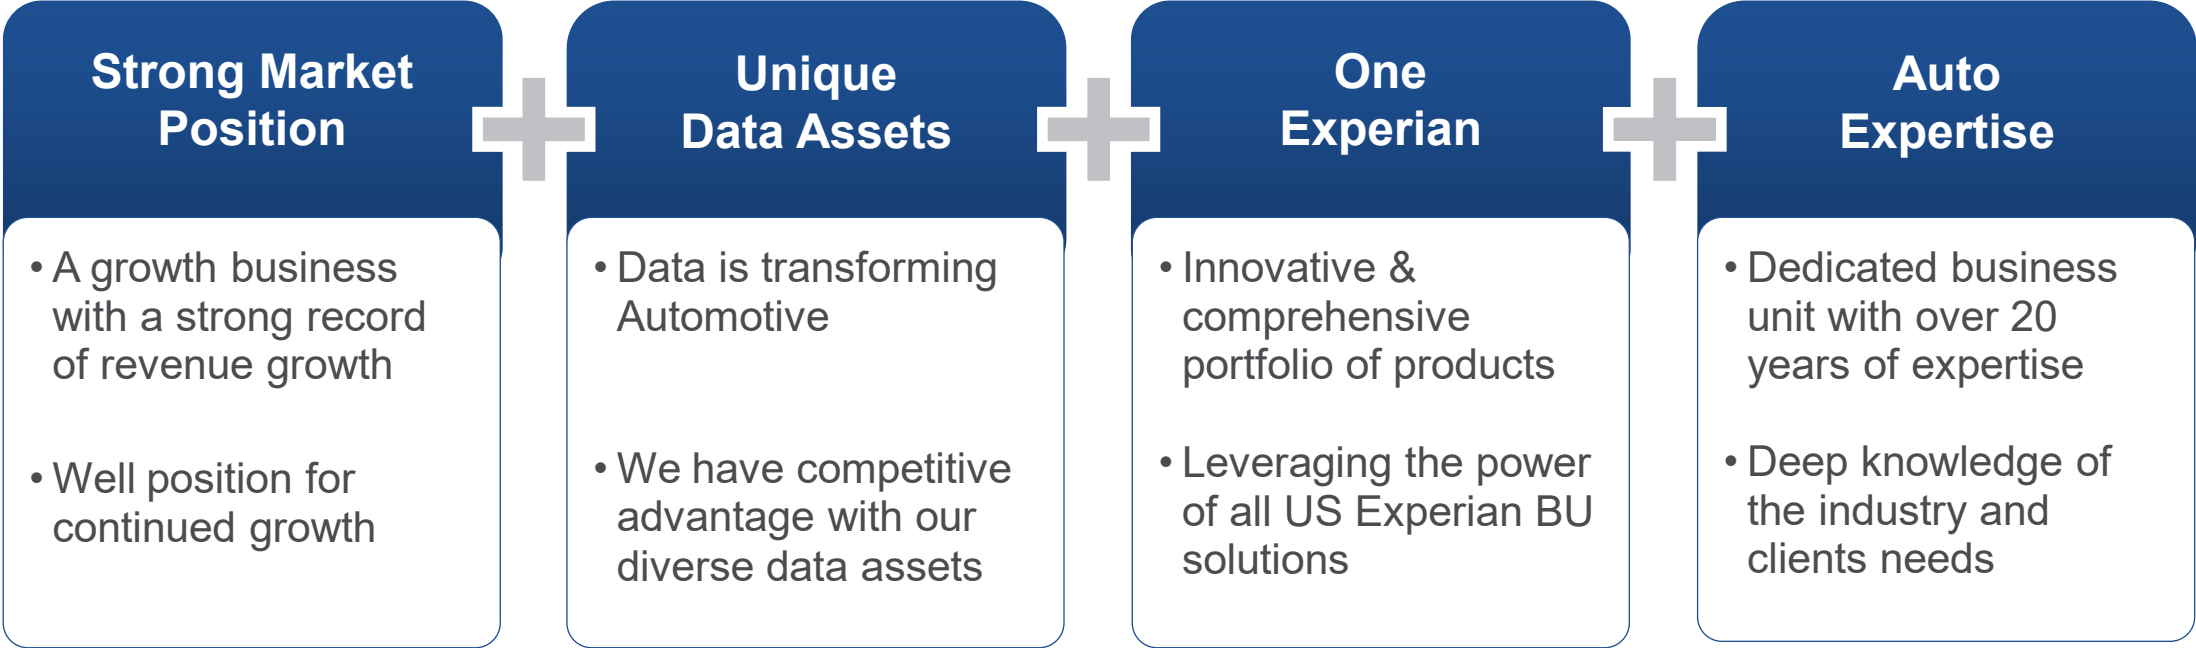 Strong Market
Position
• A growth business
with a strong record
of revenue growth
• Well position for
continued growth
Unique
Data Assets
• Data is transforming
Automotive
• We have competitive
advantage with our
diverse data assets
One
Experian
• Innovative &
comprehensive
portfolio of products
• Leveraging the power
of all US Experian BU
solutions
Auto
Expertise
• Dedicated business
unit with over 20
years of expertise
• Deep knowledge of
the industry and
clients needs